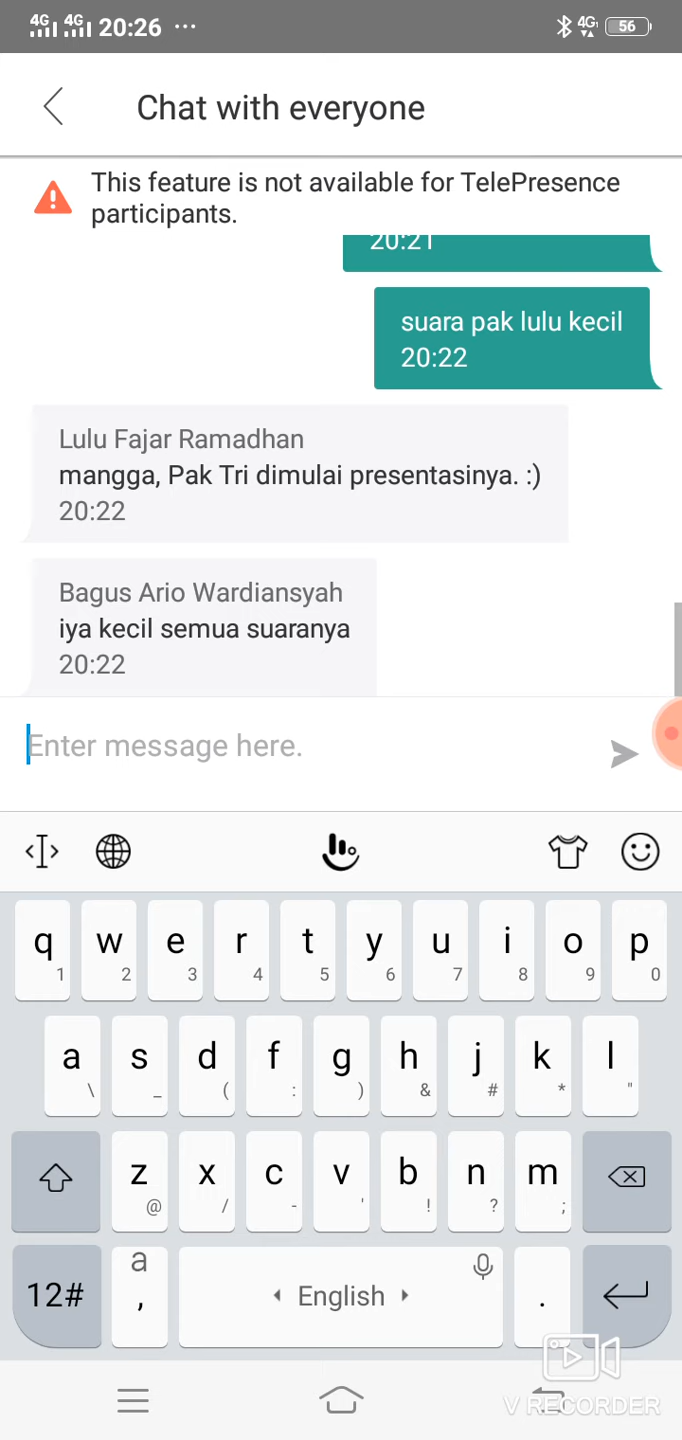 4G 4G 20:26 ... 4G 56
Chat with everyone
This feature is not available for TelePresence
participants.
20:21
suara pak lulu kecil
20:22
Lulu Fajar Ramadhan
mangga, Pak Tri dimulai presentasinya. :)
20:22
Bagus Ario Wardiansyah
iya kecil semua suaranya
20:22
Enter message here.
q w e r t y u i o p
1 2 3 4 5 6 7 8 9 0
a s d f g h j k l
\ _ ( : ) & # * "
z x c v b n m
@ / - ' ! ? ;
12# a , English .
V RECORDER